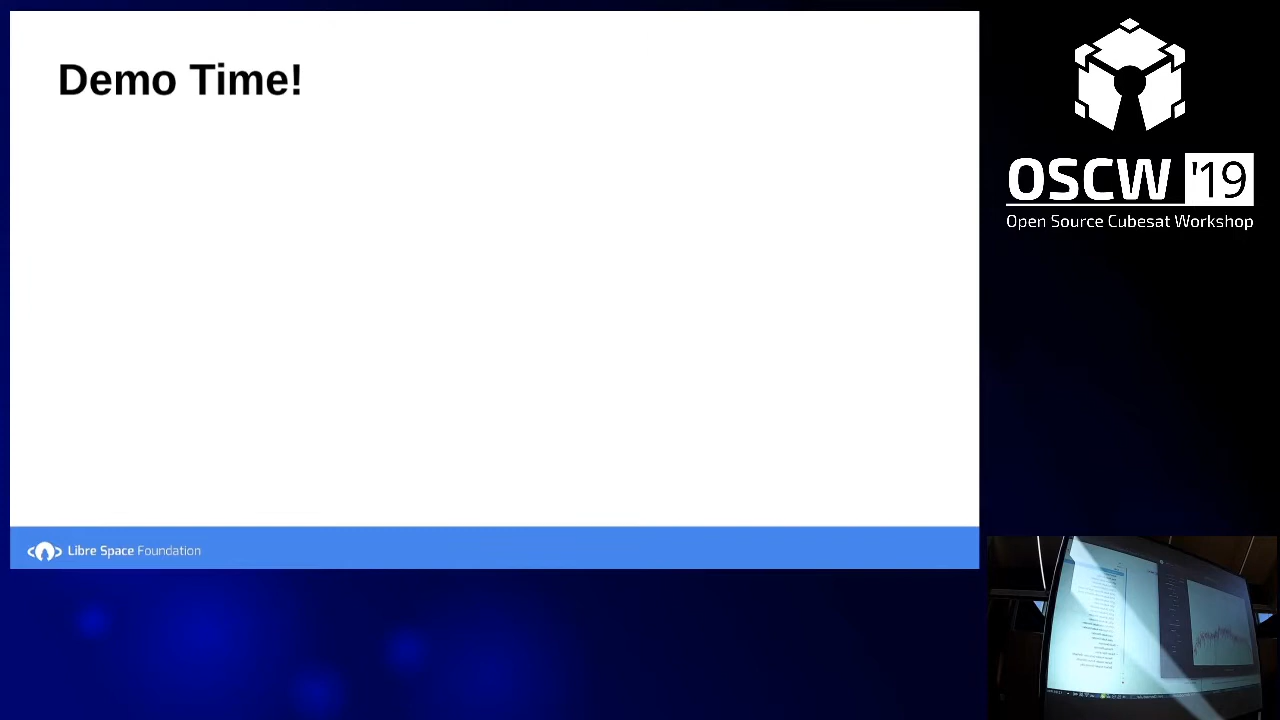 Demo Time!
Libre Space Foundation
OSCW '19
Open Source Cubesat Workshop